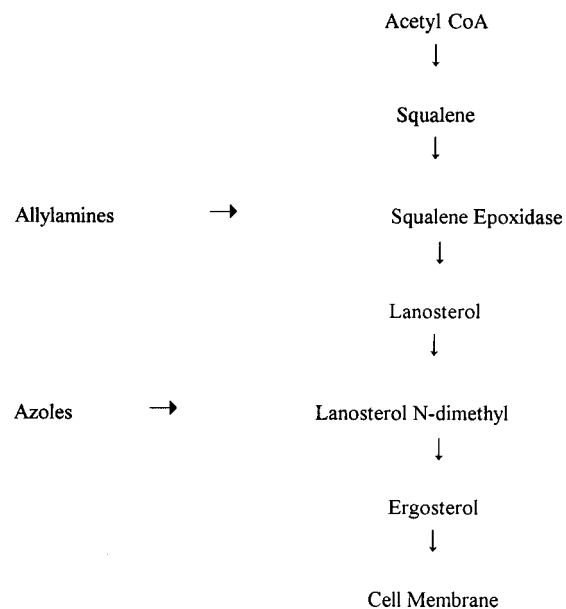 Acetyl CoA
↓
Squalene
↓
Allylamines → Squalene Epoxidase
↓
Lanosterol
↓
Azoles → Lanosterol N-dimethyl
↓
Ergosterol
↓
Cell Membrane